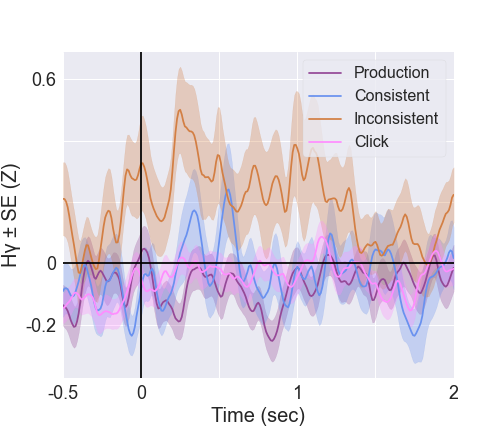 Production
Consistent
Inconsistent
Click
0.6
0
-0.2
Hγ ± SE (Z)
-0.5 0 1 2
Time (sec)